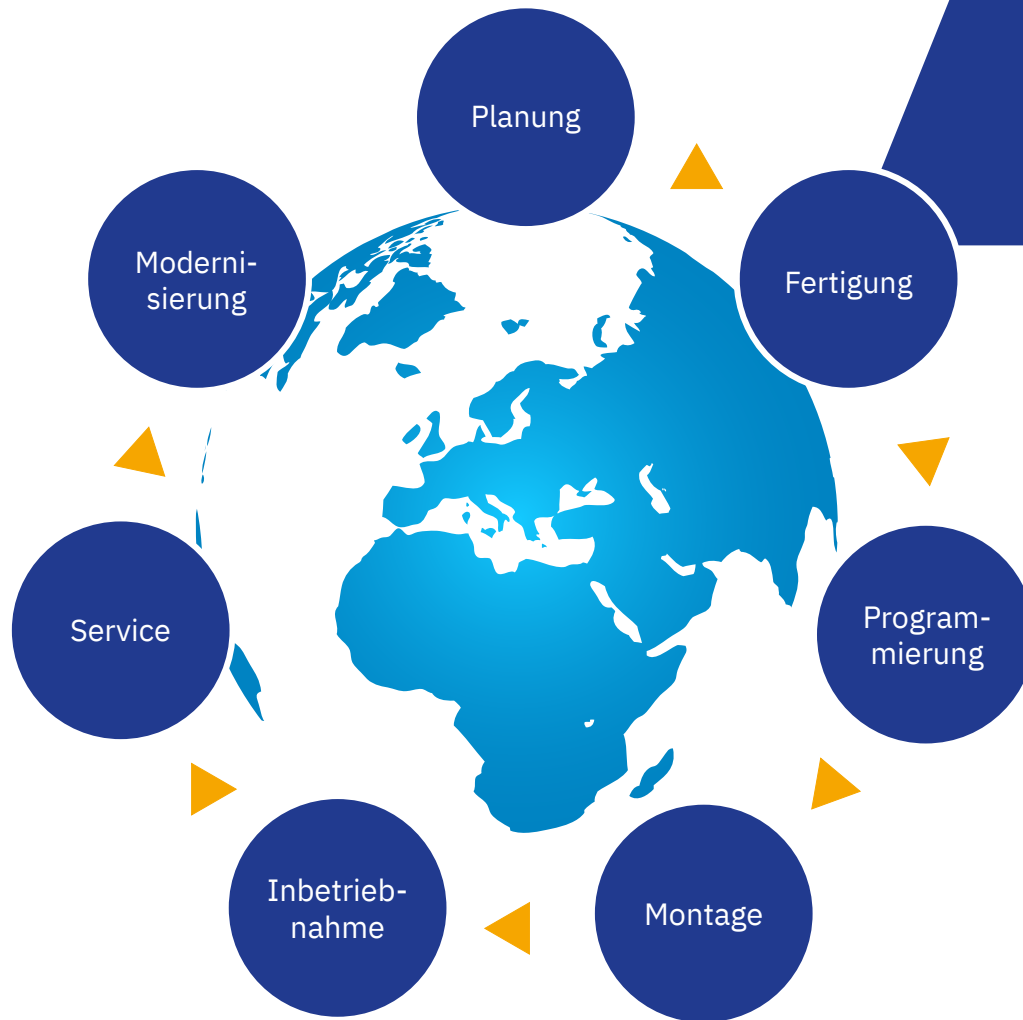 Planung
Fertigung
Program-
mierung
Montage
Inbetrieb-
nahme
Service
Moderni-
sierung